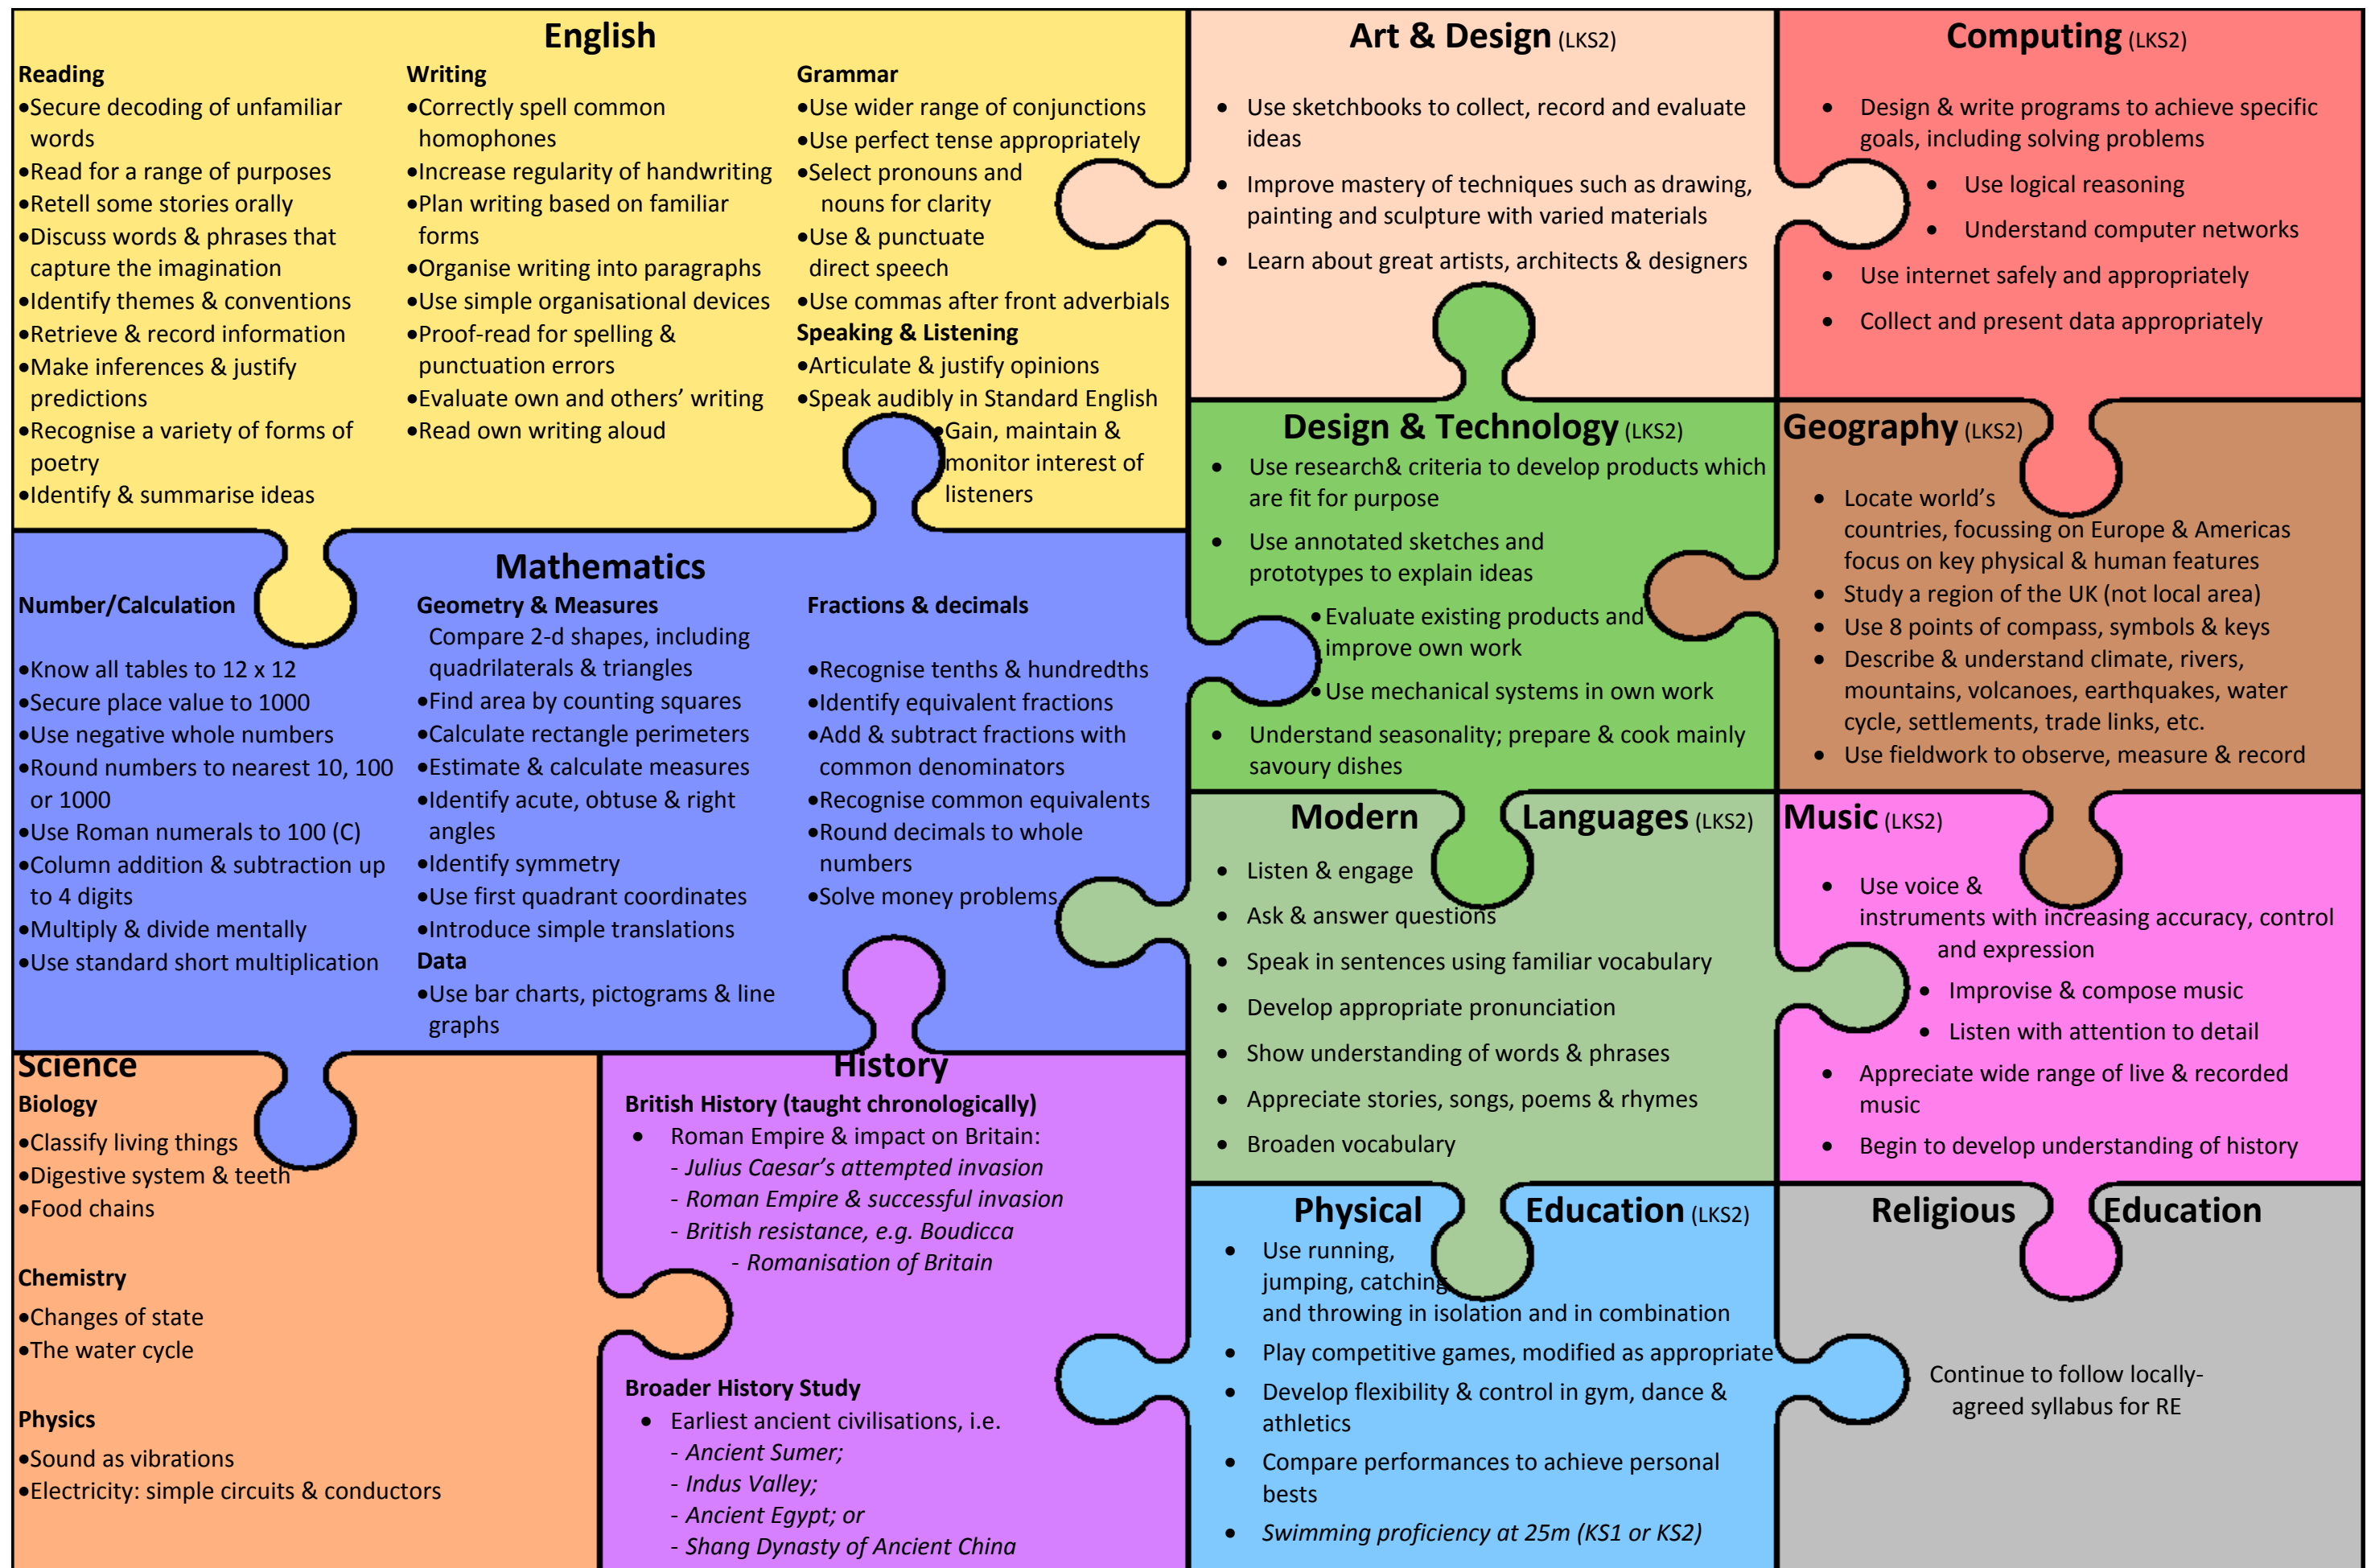 English
Reading
•Secure decoding of unfamiliar
words
•Read for a range of purposes
•Retell some stories orally
•Discuss words & phrases that
capture the imagination
•Identify themes & conventions
•Retrieve & record information
•Make inferences & justify
predictions
•Recognise a variety of forms of
poetry
•Identify & summarise ideas
Writing
•Correctly spell common
homophones
•Increase regularity of handwriting
•Plan writing based on familiar
forms
•Organise writing into paragraphs
•Use simple organisational devices
•Proof-read for spelling &
punctuation errors
•Evaluate own and others’ writing
•Read own writing aloud
Grammar
•Use wider range of conjunctions
•Use perfect tense appropriately
•Select pronouns and
nouns for clarity
•Use & punctuate
direct speech
•Use commas after front adverbials
Speaking & Listening
•Articulate & justify opinions
•Speak audibly in Standard English
•Gain, maintain &
monitor interest of
listeners
Art & Design (LKS2)
• Use sketchbooks to collect, record and evaluate
ideas
• Improve mastery of techniques such as drawing,
painting and sculpture with varied materials
• Learn about great artists, architects & designers
Computing (LKS2)
• Design & write programs to achieve specific
goals, including solving problems
• Use logical reasoning
• Understand computer networks
• Use internet safely and appropriately
• Collect and present data appropriately
Mathematics
Number/Calculation
•Know all tables to 12 x 12
•Secure place value to 1000
•Use negative whole numbers
•Round numbers to nearest 10, 100
or 1000
•Use Roman numerals to 100 (C)
•Column addition & subtraction up
to 4 digits
•Multiply & divide mentally
•Use standard short multiplication
Geometry & Measures
Compare 2-d shapes, including
quadrilaterals & triangles
•Find area by counting squares
•Calculate rectangle perimeters
•Estimate & calculate measures
•Identify acute, obtuse & right
angles
•Identify symmetry
•Use first quadrant coordinates
•Introduce simple translations
Data
•Use bar charts, pictograms & line
graphs
Fractions & decimals
•Recognise tenths & hundredths
•Identify equivalent fractions
•Add & subtract fractions with
common denominators
•Recognise common equivalents
•Round decimals to whole
numbers
•Solve money problems
Design & Technology (LKS2)
• Use research& criteria to develop products which
are fit for purpose
• Use annotated sketches and
prototypes to explain ideas
•Evaluate existing products and
improve own work
•Use mechanical systems in own work
• Understand seasonality; prepare & cook mainly
savoury dishes
Geography (LKS2)
• Locate world’s
countries, focussing on Europe & Americas
focus on key physical & human features
• Study a region of the UK (not local area)
• Use 8 points of compass, symbols & keys
• Describe & understand climate, rivers,
mountains, volcanoes, earthquakes, water
cycle, settlements, trade links, etc.
• Use fieldwork to observe, measure & record
Modern Languages (LKS2)
• Listen & engage
• Ask & answer questions
• Speak in sentences using familiar vocabulary
• Develop appropriate pronunciation
• Show understanding of words & phrases
• Appreciate stories, songs, poems & rhymes
• Broaden vocabulary
Music (LKS2)
• Use voice &
instruments with increasing accuracy, control
and expression
• Improvise & compose music
• Listen with attention to detail
• Appreciate wide range of live & recorded
music
• Begin to develop understanding of history
Science
Biology
•Classify living things
•Digestive system & teeth
•Food chains
Chemistry
•Changes of state
•The water cycle
Physics
•Sound as vibrations
•Electricity: simple circuits & conductors
History
British History (taught chronologically)
• Roman Empire & impact on Britain:
- Julius Caesar’s attempted invasion
- Roman Empire & successful invasion
- British resistance, e.g. Boudicca
- Romanisation of Britain
Broader History Study
• Earliest ancient civilisations, i.e.
- Ancient Sumer;
- Indus Valley;
- Ancient Egypt; or
- Shang Dynasty of Ancient China
Physical Education (LKS2)
• Use running,
jumping, catching
and throwing in isolation and in combination
• Play competitive games, modified as appropriate
• Develop flexibility & control in gym, dance &
athletics
• Compare performances to achieve personal
bests
• Swimming proficiency at 25m (KS1 or KS2)
Religious Education
Continue to follow locally-
agreed syllabus for RE